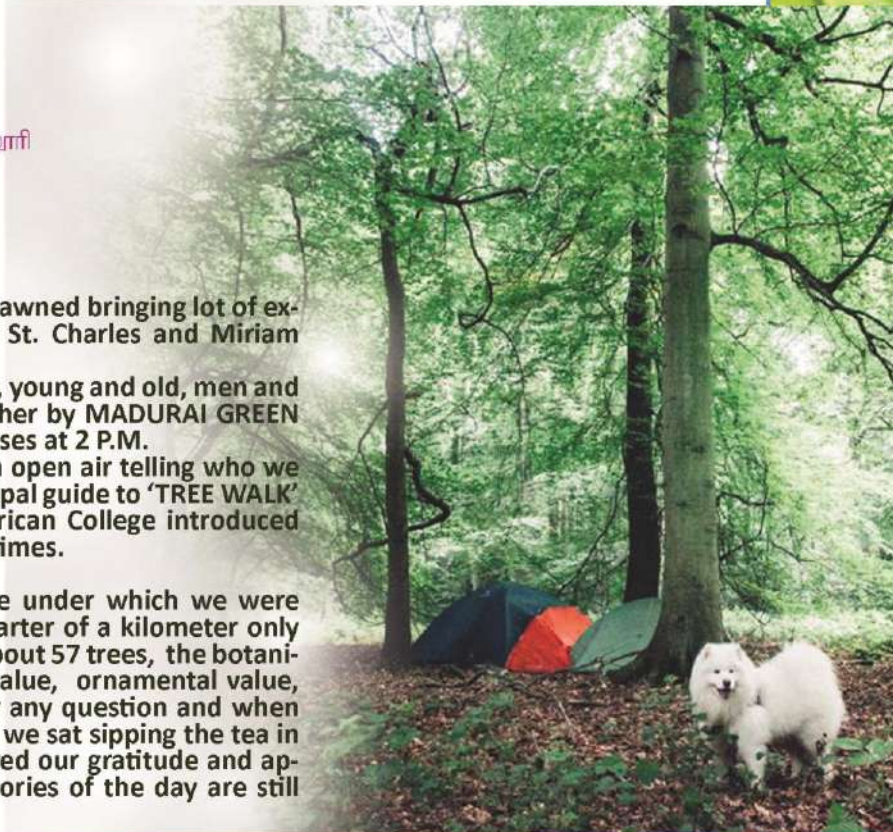 ாரி
awned bringing lot of ex-
St. Charles and Miriam
, young and old, men and
her by MADURAI GREEN
ses at 2 P.M.
n open air telling who we
pal guide to ‘TREE WALK’
rican College introduced
imes.
e under which we were
arter of a kilometer only
bout 57 trees, the botani-
alue, ornamental value,
r any question and when
we sat sipping the tea in
ed our gratitude and ap-
ories of the day are still